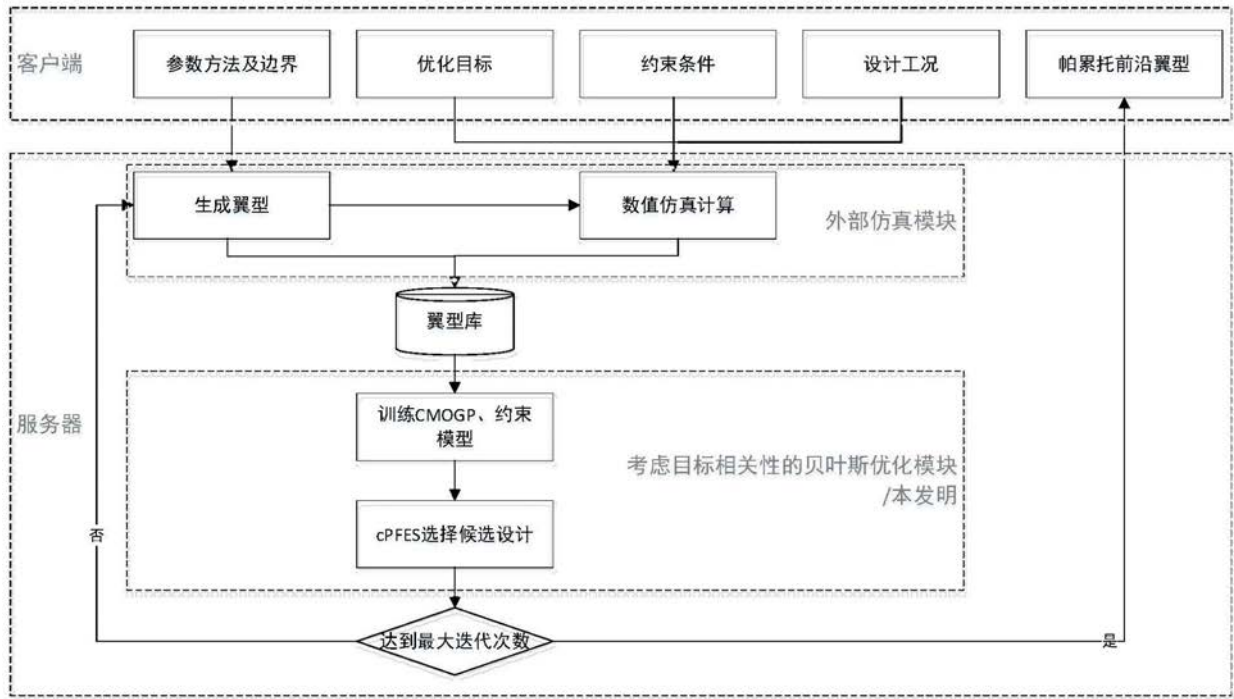 客户端
参数方法及边界
优化目标
约束条件
设计工况
帕累托前沿翼型
生成翼型
数值仿真计算
外部仿真模块
翼型库
服务器
训练CMOGP、约束
模型
考虑目标相关性的贝叶斯优化模块
/本发明
cPFES选择候选设计
否
达到最大迭代次数
是